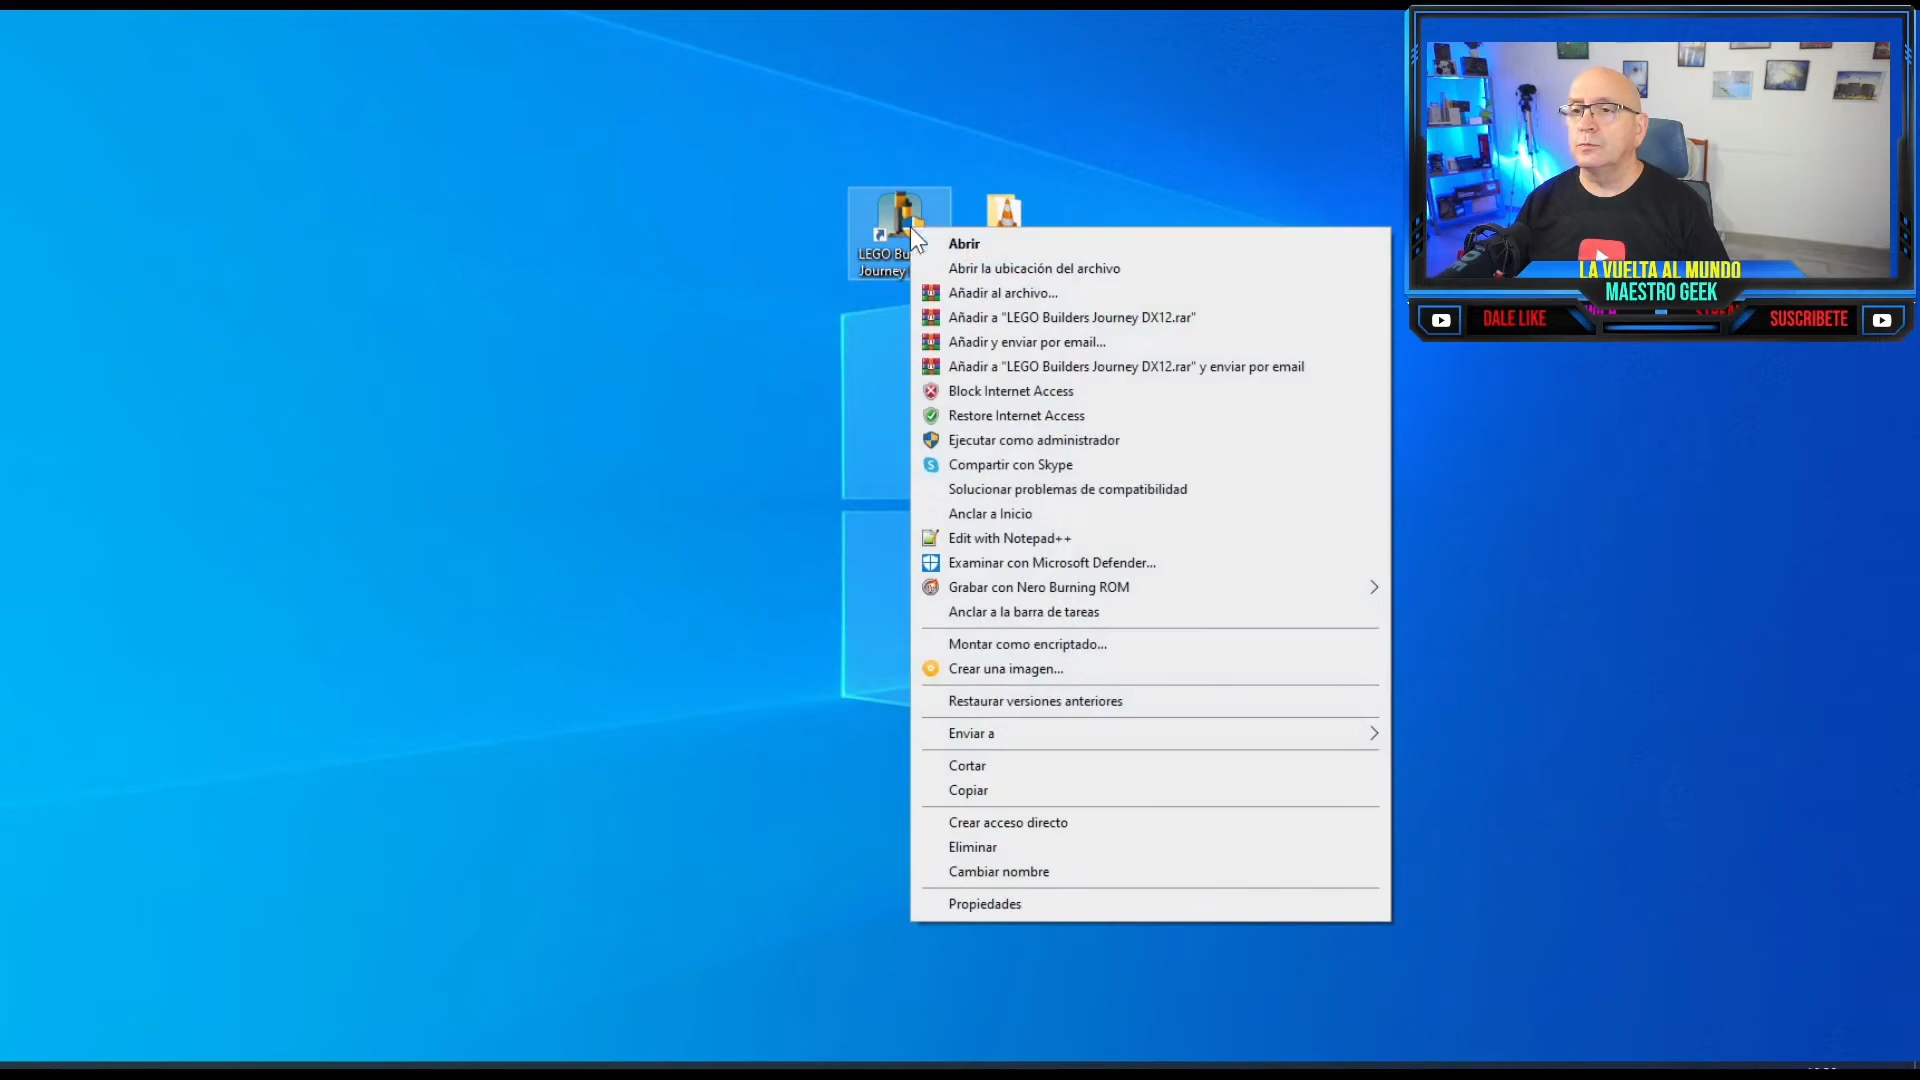 LEGO Bu
Journey
Abrir
Abrir la ubicación del archivo
Añadir al archivo...
Añadir a "LEGO Builders Journey DX12.rar"
Añadir y enviar por email...
Añadir a "LEGO Builders Journey DX12.rar" y enviar por email
Block Internet Access
Restore Internet Access
Ejecutar como administrador
Compartir con Skype
Solucionar problemas de compatibilidad
Anclar a Inicio
Edit with Notepad++
Examinar con Microsoft Defender...
Grabar con Nero Burning ROM
Anclar a la barra de tareas
Montar como encriptado...
Crear una imagen...
Restaurar versiones anteriores
Enviar a
Cortar
Copiar
Crear acceso directo
Eliminar
Cambiar nombre
Propiedades
LA VUELTA AL MUNDO
MAESTRO GEEK
DALE LIKE
SUSCRIBETE